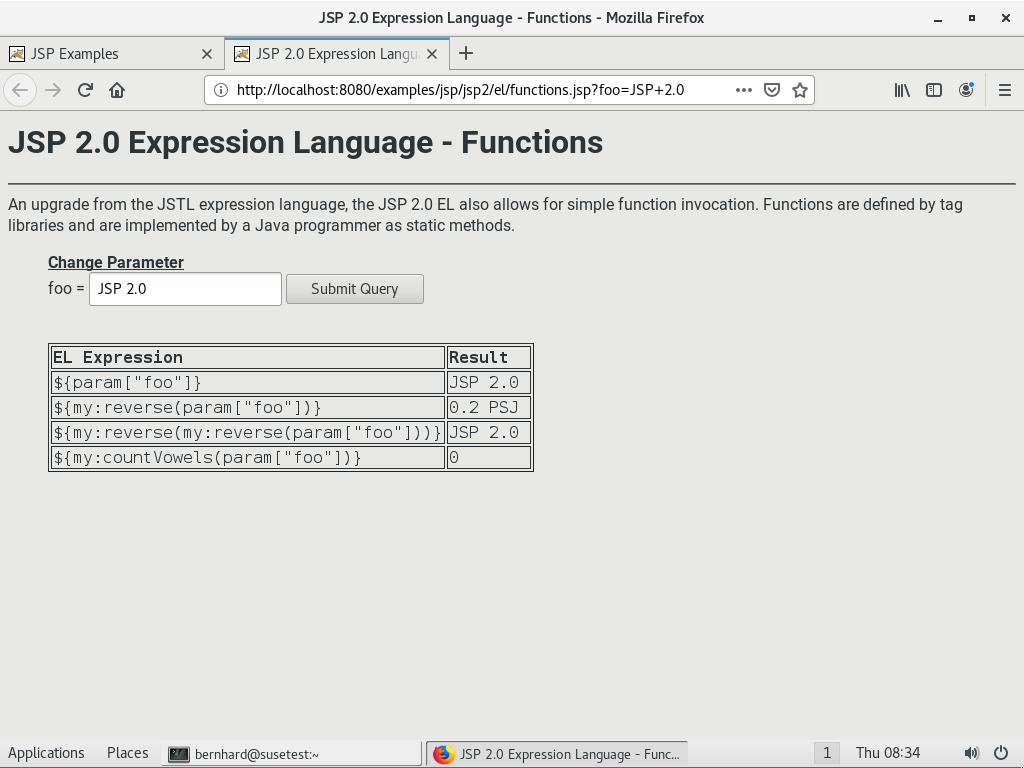 JSP 2.0 Expression Language - Functions - Mozilla Firefox
JSP Examples
JSP 2.0 Expression Langu
http://localhost:8080/examples/jsp/jsp2/el/functions.jsp?foo=JSP+2.0
JSP 2.0 Expression Language - Functions
An upgrade from the JSTL expression language, the JSP 2.0 EL also allows for simple function invocation. Functions are defined by tag
libraries and are implemented by a Java programmer as static methods.
Change Parameter
foo = JSP 2.0 Submit Query
EL Expression Result
${param["foo"]} JSP 2.0
${my:reverse(param["foo"])} 0.2 PSJ
${my:reverse(my:reverse(param["foo"]))} JSP 2.0
${my:countVowels(param["foo"])} 0
Applications Places bernhard@susetest:~ JSP 2.0 Expression Language - Func... 1 Thu 08:34